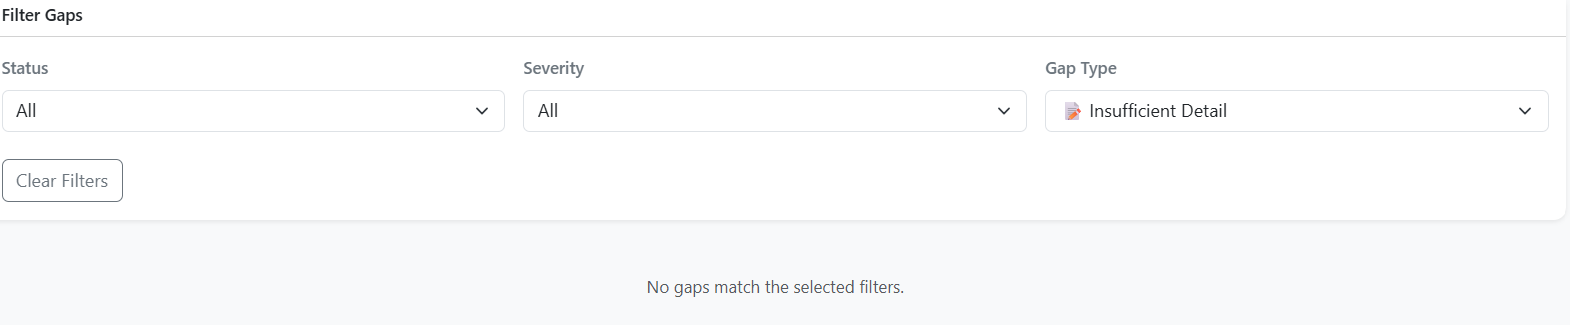 Filter Gaps
Status
Severity
Gap Type
All
All
Insufficient Detail
Clear Filters
No gaps match the selected filters.